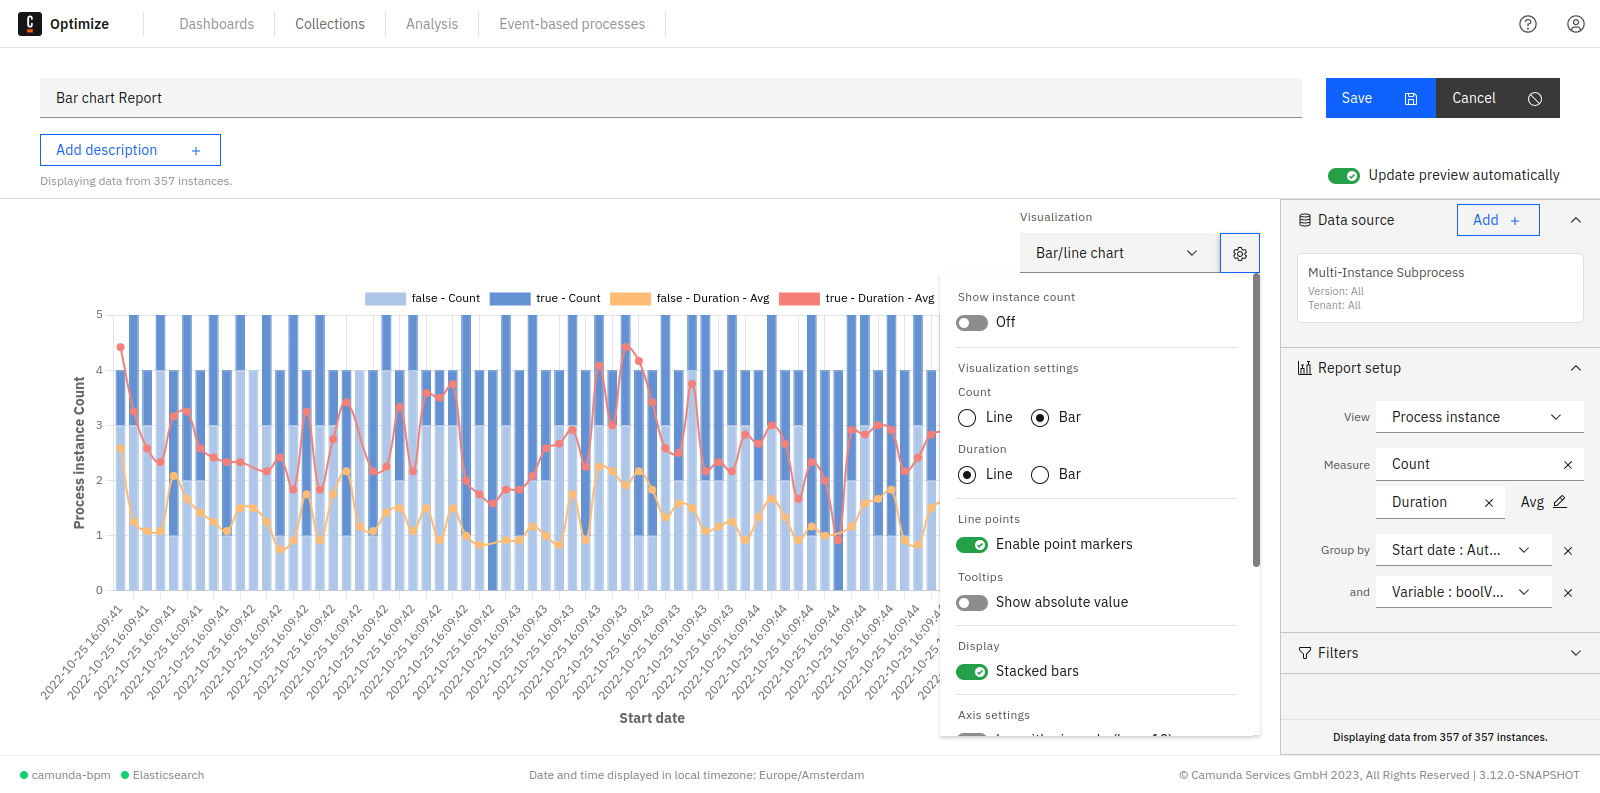 C Optimize Dashboards Collections Analysis Event-based processes
Bar chart Report
Save Cancel
Add description +
Displaying data from 357 instances.
Update preview automatically
Visualization
Bar/line chart
false - Count true - Count false - Duration - Avg true - Duration - Avg
Process instance Count
5
4
3
2
1
0
2022-10-25 16:09:41
2022-10-25 16:09:41
2022-10-25 16:09:41
2022-10-25 16:09:41
2022-10-25 16:09:41
2022-10-25 16:09:42
2022-10-25 16:09:42
2022-10-25 16:09:42
2022-10-25 16:09:42
2022-10-25 16:09:42
2022-10-25 16:09:42
2022-10-25 16:09:42
2022-10-25 16:09:42
2022-10-25 16:09:42
2022-10-25 16:09:42
2022-10-25 16:09:43
2022-10-25 16:09:43
2022-10-25 16:09:43
2022-10-25 16:09:43
2022-10-25 16:09:43
2022-10-25 16:09:43
2022-10-25 16:09:43
2022-10-25 16:09:43
2022-10-25 16:09:43
2022-10-25 16:09:44
2022-10-25 16:09:44
2022-10-25 16:09:44
2022-10-25 16:09:44
2022-10-25 16:09:44
2022-10-25 16:09:44
2022-10-25 16:09:44
Start date
Show instance count
Off
Visualization settings
Count
Line Bar
Duration
Line Bar
Line points
Enable point markers
Tooltips
Show absolute value
Display
Stacked bars
Axis settings
Data source Add +
Multi-Instance Subprocess
Version: All
Tenant: All
Report setup
View Process instance
Measure Count
Duration Avg
Group by Start date : Aut...
and Variable : boolV...
Filters
Displaying data from 357 of 357 instances.
camunda-bpm Elasticsearch
Date and time displayed in local timezone: Europe/Amsterdam
© Camunda Services GmbH 2023, All Rights Reserved | 3.12.0-SNAPSHOT